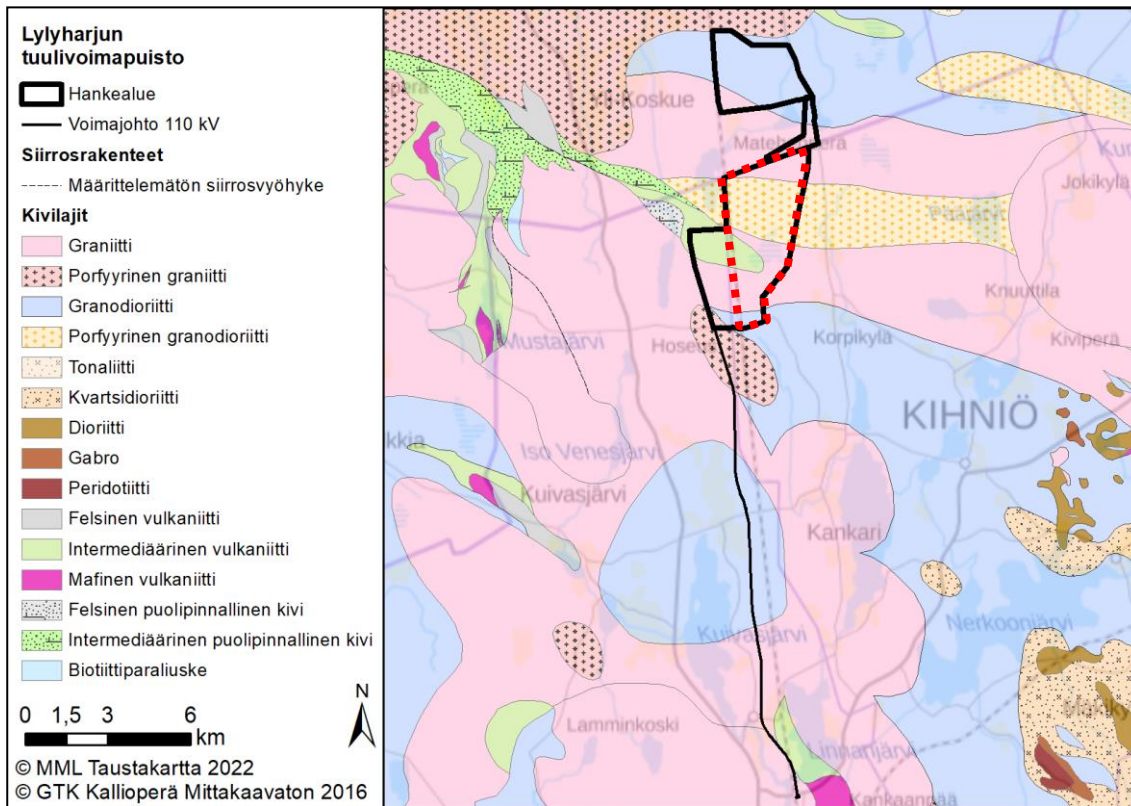 Lylyharjun
tuulivoimapuisto
Hankealue
Voimajohto 110 kV
Siirrosrakenteet
Määrittelemätön siirrosvyöhyke
Kivilajit
Graniitti
Porfyyrinen graniitti
Granodioriitti
Porfyyrinen granodioriitti
Tonaliitti
Kvartsidioriitti
Dioriitti
Gabro
Peridotiitti
Felsinen vulkaniitti
Intermediäärinen vulkaniitti
Mafinen vulkaniitti
Felsinen puolipinnallinen kivi
Intermediäärinen puolipinnallinen kivi
Biotiittiparaliuske
N
0 1,5 3 6
km
© MML Taustakartta 2022
© GTK Kallioperä Mittakaavaton 2016
Jokikylä
Knuuttila
Mustajärvi
Korpikylä
Kiviperä
KIHNIÖ
Iso Venesjärvi
Kuivasjärvi
Kankari
Kuivasjärvi
Nerkoonjärvi
Lamminkoski
Linnanjärvi
Kankaanpää